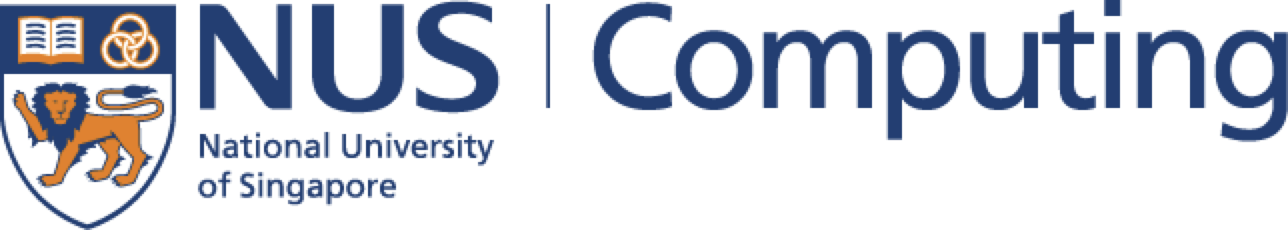 NUS | Computing
National University
of Singapore